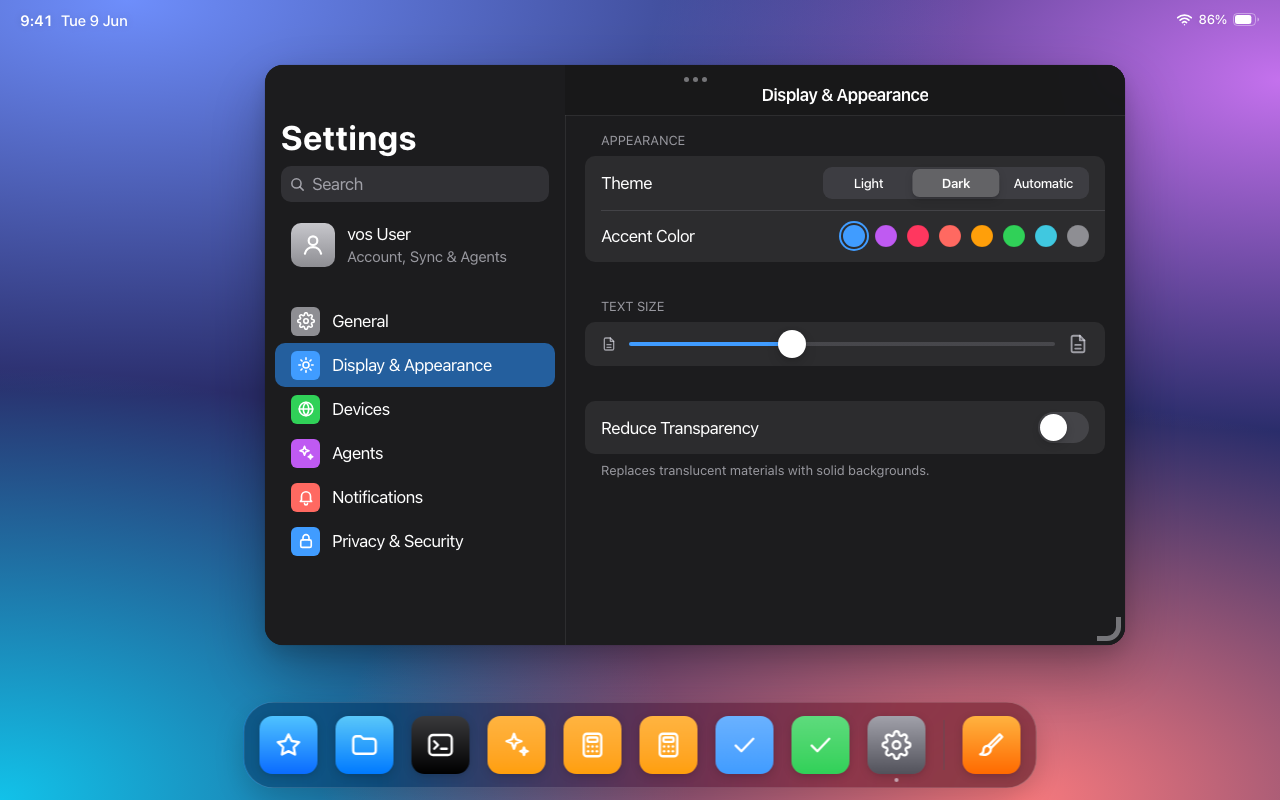 9:41 Tue 9 Jun
86%
Display & Appearance
Settings
Search
vos User
Account, Sync & Agents
General
Display & Appearance
Devices
Agents
Notifications
Privacy & Security
APPEARANCE
Theme
Light
Dark
Automatic
Accent Color
TEXT SIZE
Reduce Transparency
Replaces translucent materials with solid backgrounds.